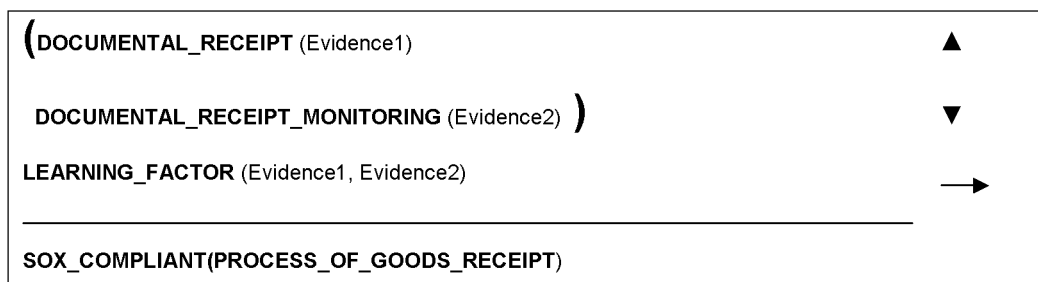 (DOCUMENTAL_RECEIPT (Evidence1) ▲
DOCUMENTAL_RECEIPT_MONITORING (Evidence2) ) ▼
LEARNING_FACTOR (Evidence1, Evidence2) →
SOX_COMPLIANT(PROCESS_OF_GOODS_RECEIPT)